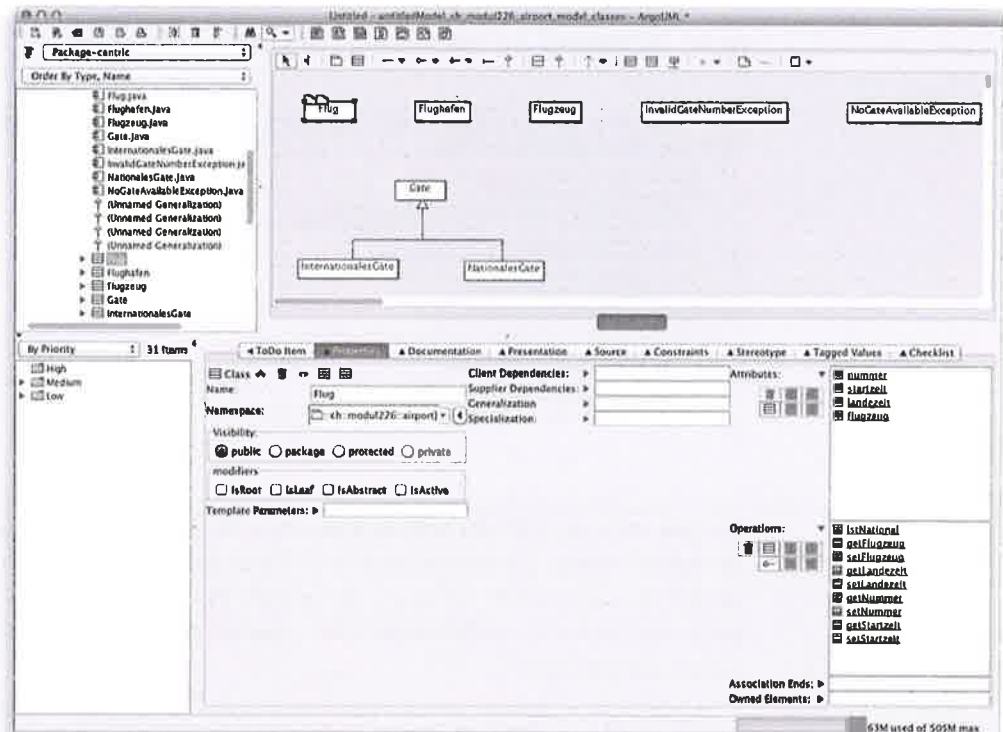 Untitled - untitledModel, ch::modul226::airport, model_classes - ArgoUML *
Package-centric
Order By Type, Name
Flug.java
Flughafen.java
Flugzeug.java
Gate.java
InternationalesGate.java
InvalidGateNumberException.ja
NationalesGate.java
NoGateAvailableException.java
(Unnamed Generalization)
(Unnamed Generalization)
(Unnamed Generalization)
(Unnamed Generalization)
Flug
Flughafen
Flugzeug
Gate
InternationalesGate
Flug
Flughafen
Flugzeug
InvalidGateNumberException
NoGateAvailableException
Gate
InternationalesGate
NationalesGate
By Priority
31 Items
High
Medium
Low
ToDo Item
Properties
Documentation
Presentation
Source
Constraints
Stereotype
Tagged Values
Checklist
Class
Name:
Flug
Namespace:
ch::modul226::airport
Visibility:
public
package
protected
private
modifiers
IsRoot
IsLeaf
IsAbstract
IsActive
Template Parameters:
Client Dependencies:
Supplier Dependencies:
Generalization
Specialization:
Attributes:
nummer
startzeit
landezeit
flugzeug
Operations:
istNational
getFlugzeug
setFlugzeug
getLandezeit
setLandezeit
getNummer
setNummer
getStartzeit
setStartzeit
Association Ends:
Owned Elements:
63M used of 505M max